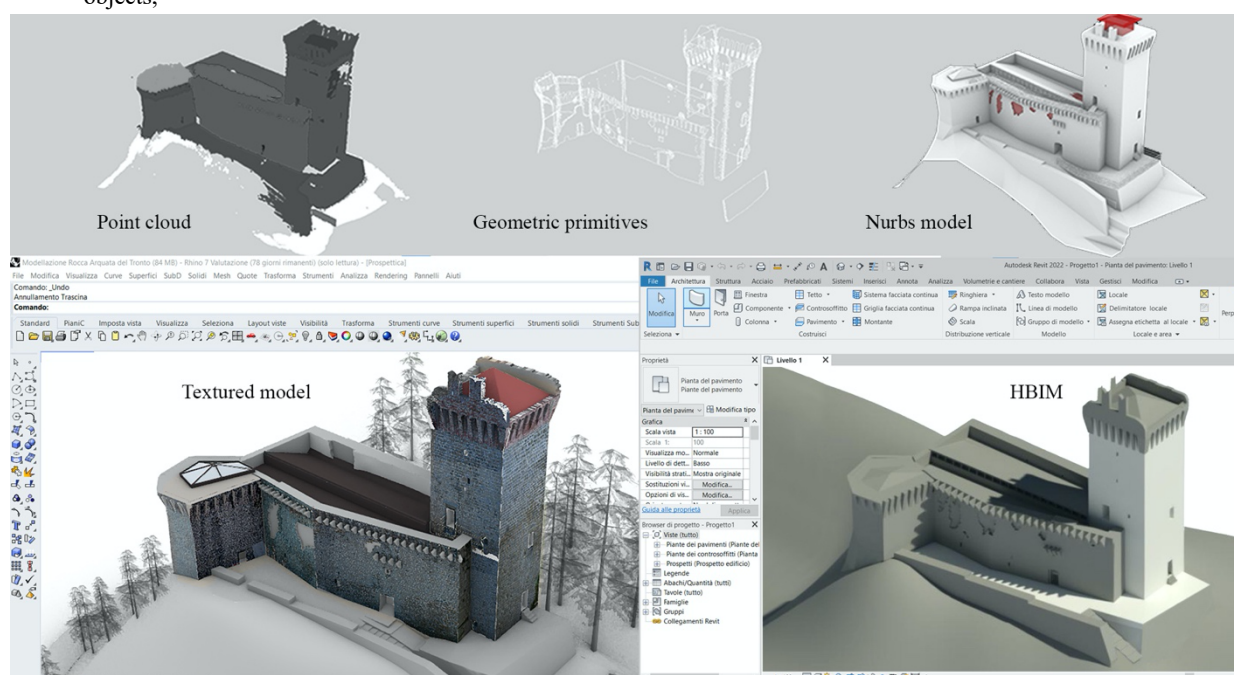 objects,
Point cloud
Geometric primitives
Nurbs model
Modellazione Rocca Arquata del Tronto (84 MB) - Rhino 7 Valutazione (78 giorni rimanenti) (solo lettura) - [Prospettica]
File Modifica Visualizza Curve Superfici SubD Solidi Mesh Quote Trasforma Strumenti Analizza Rendering Pannelli Aiuti
Comando: _Undo
Annullamento Trascina
Comando:
Standard PianiC Imposta vista Visualizza Seleziona Layout viste Visibilità Trasforma Strumenti curve Strumenti superfici Strumenti solidi Strumenti Sub
Textured model
Autodesk Revit 2022 - Progetto1 - Pianta del pavimento: Livello 1
File Architettura Struttura Acciaio Prefabbricati Sistemi Inserisci Annota Analizza Volumetrie e cantiere Collabora Vista Gestisci Modifica
Modifica Muro Porta
Finestra Tetto Sistema facciata continua Ringhiera Testo modello Locale
Componente Controsoffitto Griglia facciata continua Rampa inclinata Linea di modello Delimitatore locale
Colonna Pavimento Montante Scala Gruppo di modello Assegna etichetta al locale
Perp
Seleziona Costruisci Distribuzione verticale Modello Locale e area
Proprietà X
Livello 1 X
Pianta del pavimento
Piante del pavimento
Pianta del pavime Modifica tipo
Grafica
Scala vista 1 : 100
Scala 1: 100
Visualizza mo... Normale
Livello di dett... Basso
Visibilità strati... Mostra originale
Sostituzioni vi... Modifica...
Opzioni di vis... Modifica...
Guida alle proprietà Applica
Browser di progetto - Progetto1 X
Viste (tutto)
Piante dei pavimenti (Piante del
Piante dei controsoffitti (Pianta
Prospetti (Prospetto edificio)
Legende
Abachi/Quantità (tutti)
Tavole (tutto)
Famiglie
Gruppi
Collegamenti Revit
HBIM